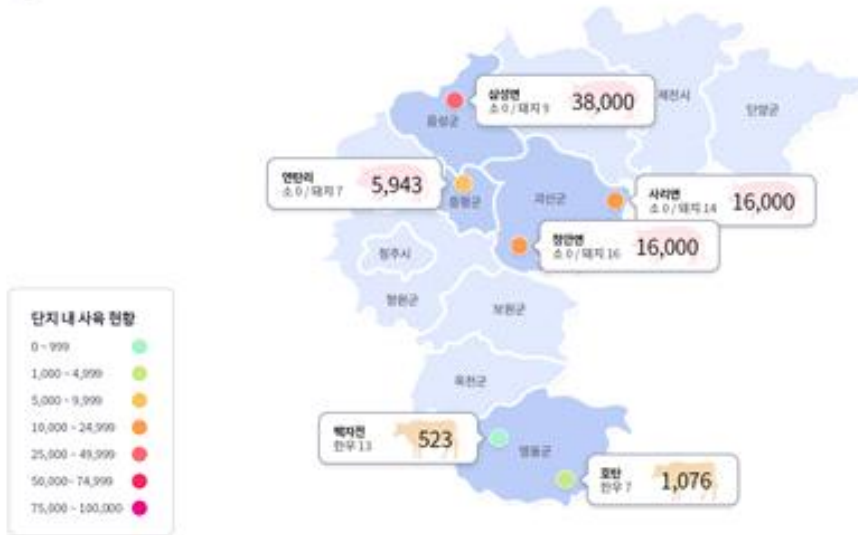 삼성면
소 0 / 돼지 9
38,000
제천시
단양군
음성군
연탄리
소 0 / 돼지 7
5,943
증평군
괴산군
사리면
소 0 / 돼지 14
16,000
장안면
소 0 / 돼지 16
16,000
청주시
청원군
보은군
단지 내 사육 현황
0 ~ 999
1,000 ~ 4,999
5,000 ~ 9,999
10,000 ~ 24,999
25,000 ~ 49,999
50,000~ 74,999
75,000 ~ 100,000
옥천군
백자전
한우 13
523
영동군
호탄
한우 7
1,076